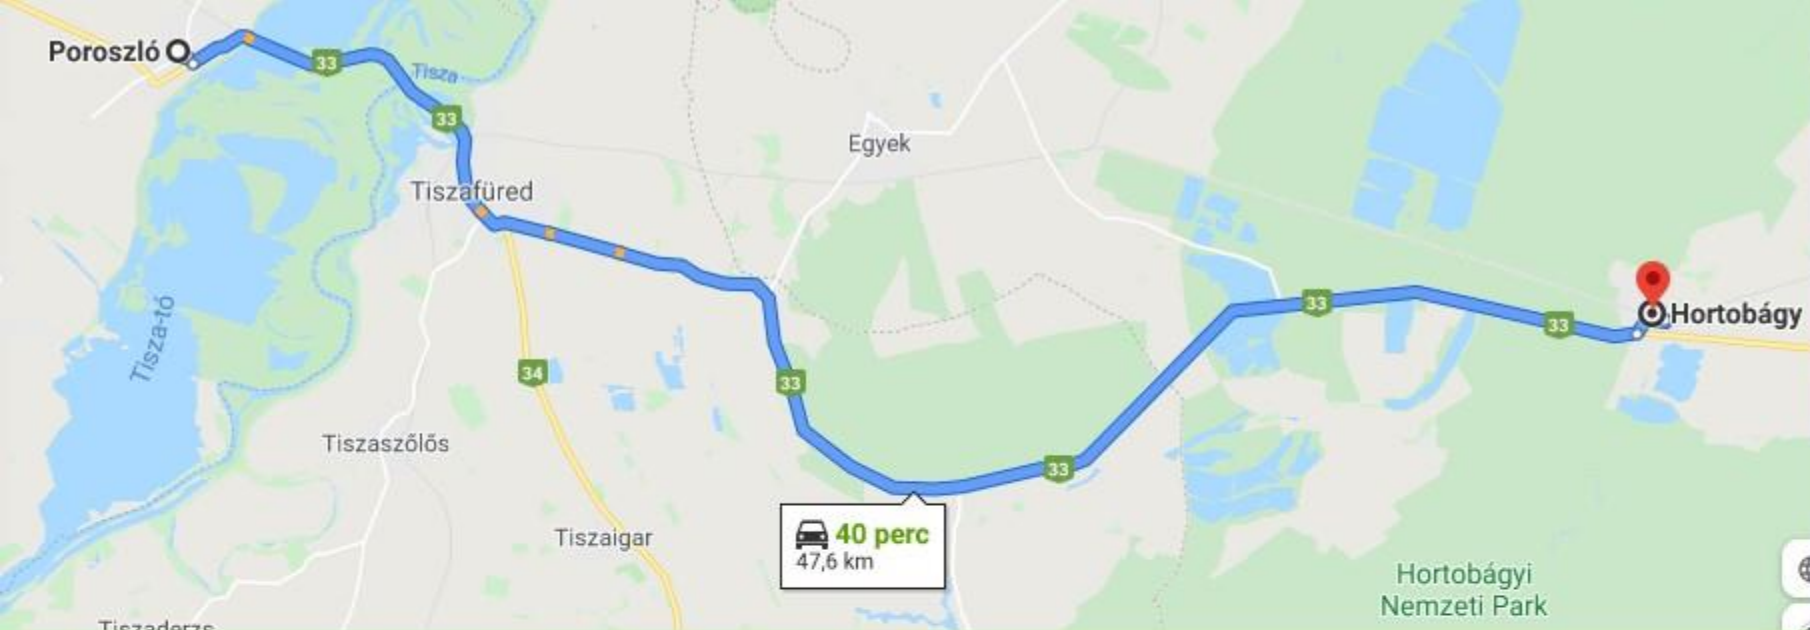 Poroszló
33
Tisza
33
Egyek
Tiszafüred
33
33
Hortobágy
Tisza-tó
34
33
Tiszaszőlős
33
40 perc
47,6 km
Tiszaigar
Hortobágyi
Nemzeti Park
Tiszaderzs